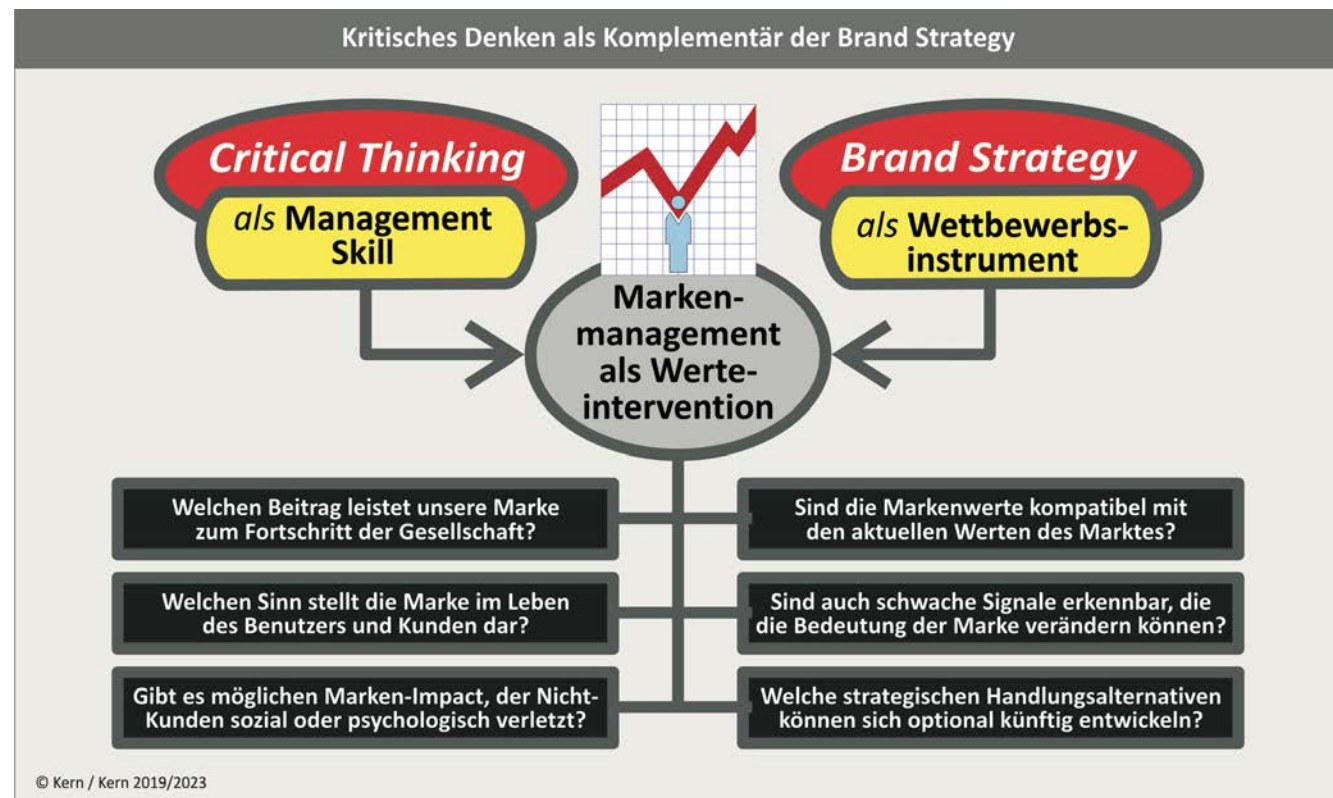 Kritisches Denken als Komplementär der Brand Strategy
Critical Thinking
als Management
Skill
Brand Strategy
als Wettbewerbs-
instrument
Marken-
management
als Werte-
intervention
Welchen Beitrag leistet unsere Marke
zum Fortschritt der Gesellschaft?
Sind die Markenwerte kompatibel mit
den aktuellen Werten des Marktes?
Welchen Sinn stellt die Marke im Leben
des Benutzers und Kunden dar?
Sind auch schwache Signale erkennbar, die
die Bedeutung der Marke verändern können?
Gibt es möglichen Marken-Impact, der Nicht-
Kunden sozial oder psychologisch verletzt?
Welche strategischen Handlungsalternativen
können sich optional künftig entwickeln?
© Kern / Kern 2019/2023